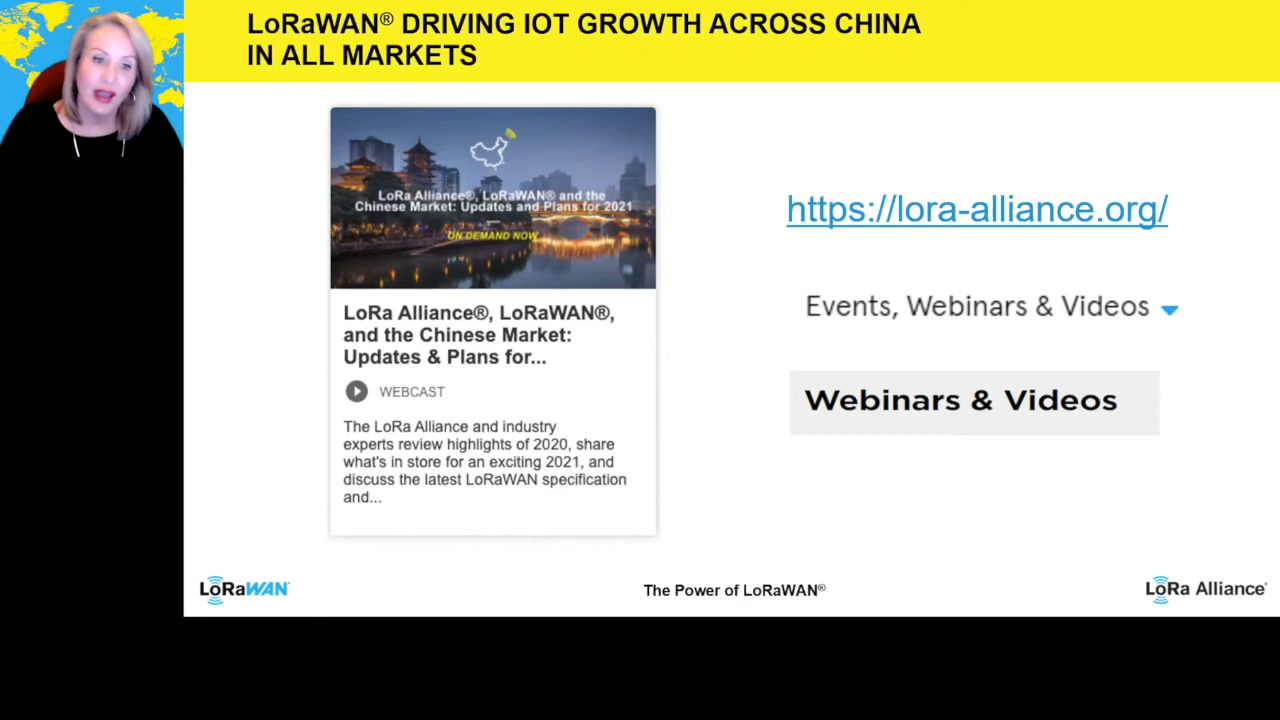 LoRaWAN® DRIVING IOT GROWTH ACROSS CHINA
IN ALL MARKETS
LoRa Alliance®, LoRaWAN® and the
Chinese Market: Updates and Plans for 2021
ON DEMAND NOW
LoRa Alliance®, LoRaWAN®,
and the Chinese Market:
Updates & Plans for...
WEBCAST
The LoRa Alliance and industry
experts review highlights of 2020, share
what's in store for an exciting 2021, and
discuss the latest LoRaWAN specification
and...
https://lora-alliance.org/
Events, Webinars & Videos
Webinars & Videos
LoRaWAN®
The Power of LoRaWAN®
LoRa Alliance®